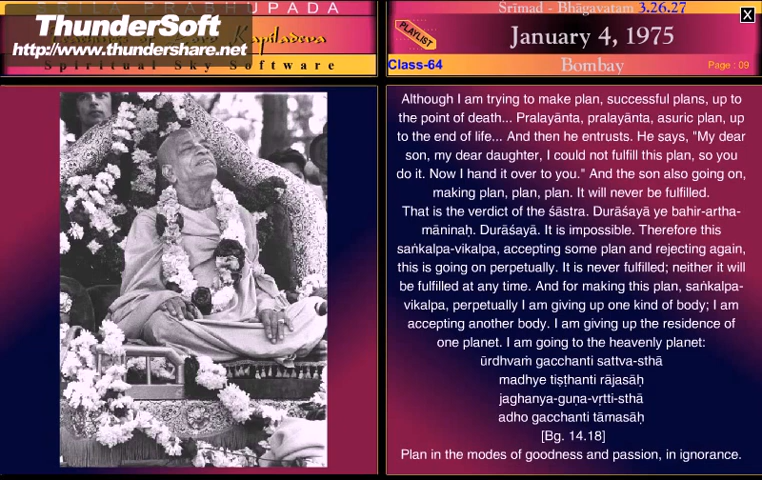 SRILA PRABHUPADA
ThunderSoft
http://www.thundershare.net
Kapiladeva
Spiritual Sky Software
Śrīmad - Bhāgavatam 3.26.27
X
PLAYLIST
January 4, 1975
Class-64
Bombay
Page : 09
Although I am trying to make plan, successful plans, up to
the point of death... Pralayānta, pralayānta, asuric plan, up
to the end of life... And then he entrusts. He says, "My dear
son, my dear daughter, I could not fulfill this plan, so you
do it. Now I hand it over to you." And the son also going on,
making plan, plan, plan. It will never be fulfilled.
That is the verdict of the śāstra. Durāśayā ye bahir-artha-
māninaḥ. Durāśayā. It is impossible. Therefore this
saṅkalpa-vikalpa, accepting some plan and rejecting again,
this is going on perpetually. It is never fulfilled; neither it will
be fulfilled at any time. And for making this plan, saṅkalpa-
vikalpa, perpetually I am giving up one kind of body; I am
accepting another body. I am giving up the residence of
one planet. I am going to the heavenly planet:
ūrdhvaṁ gacchanti sattva-sthā
madhye tiṣṭhanti rājasāḥ
jaghanya-guṇa-vṛtti-sthā
adho gacchanti tāmasāḥ
[Bg. 14.18]
Plan in the modes of goodness and passion, in ignorance.